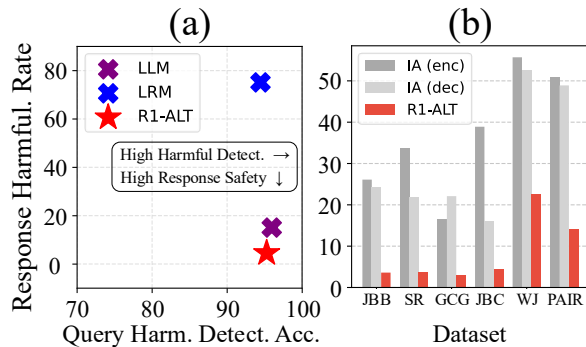 (a)
Response Harmful. Rate
80
60
40
20
0
LLM
LRM
R1-ALT
High Harmful Detect. →
High Response Safety ↓
70
80
90
100
Query Harm. Detect. Acc.
(b)
50
40
30
20
10
0
IA (enc)
IA (dec)
R1-ALT
JBB
SR
GCG
JBC
WJ
PAIR
Dataset